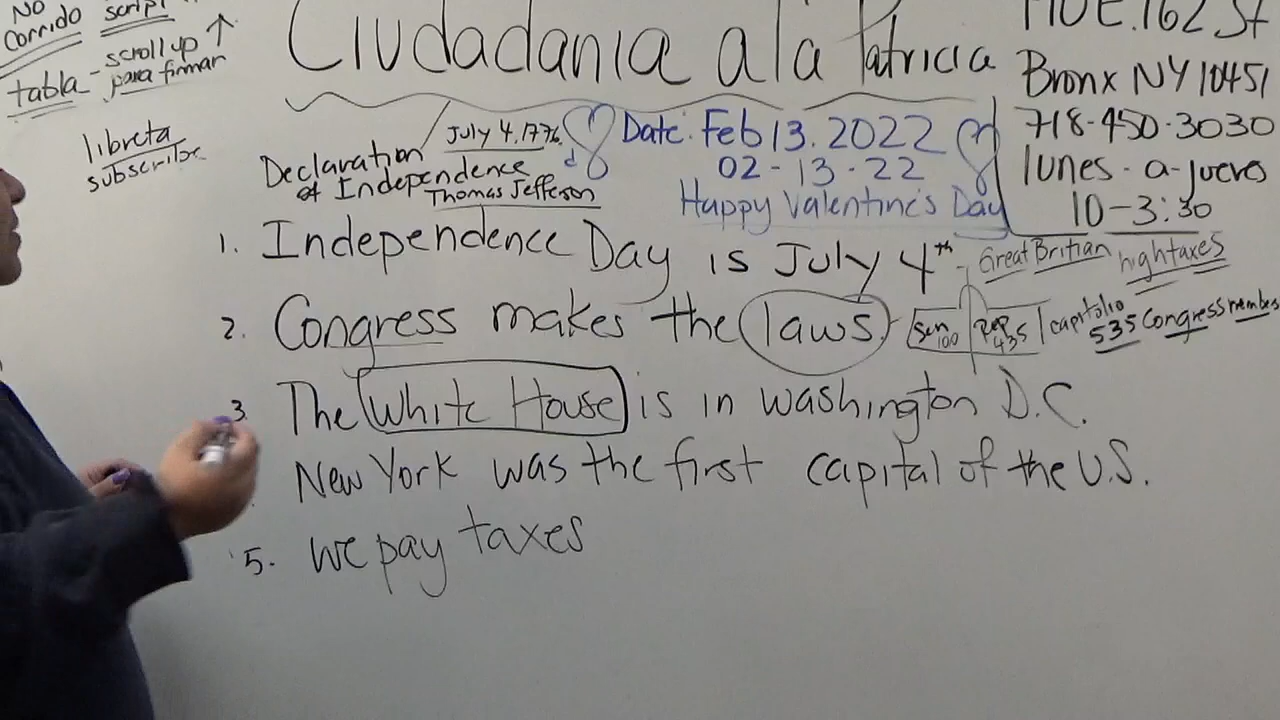 No script
Corrido
tabla - scroll up ↑
para firmar
libreta
subscribe
Ciudadania a la Patricia
E. 162 St
Bronx NY 10451
718-450-3030
lunes - a - jueves
10-3:30
Date: Feb 13. 2022
02-13-22
Happy Valentine's Day
July 4, 1776
Declaration
of Independence
Thomas Jefferson
1. Independence Day is July 4th - Great Britian high taxes
2. Congress makes the laws. Sen 100 Rep 435 capitolio 535 Congress members
3. The White House is in Washington D.C.
New York was the first capital of the U.S.
5. we pay taxes